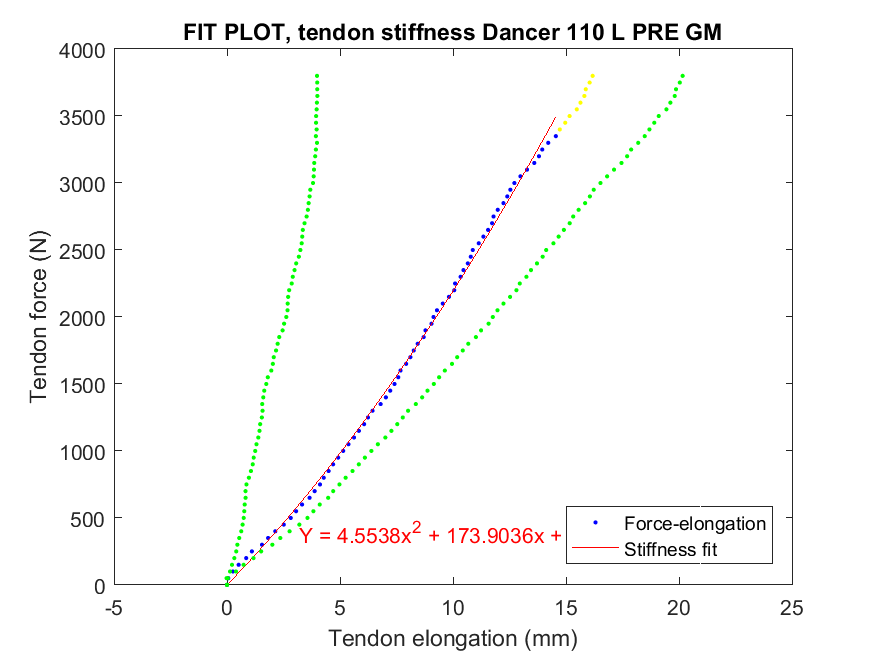 FIT PLOT, tendon stiffness Dancer 110 L PRE GM
4000
3500
3000
2500
2000
1500
1000
500
0
Tendon force (N)
Y = 4.5538x² + 173.9036x +
Force-elongation
Stiffness fit
-5 0 5 10 15 20 25
Tendon elongation (mm)